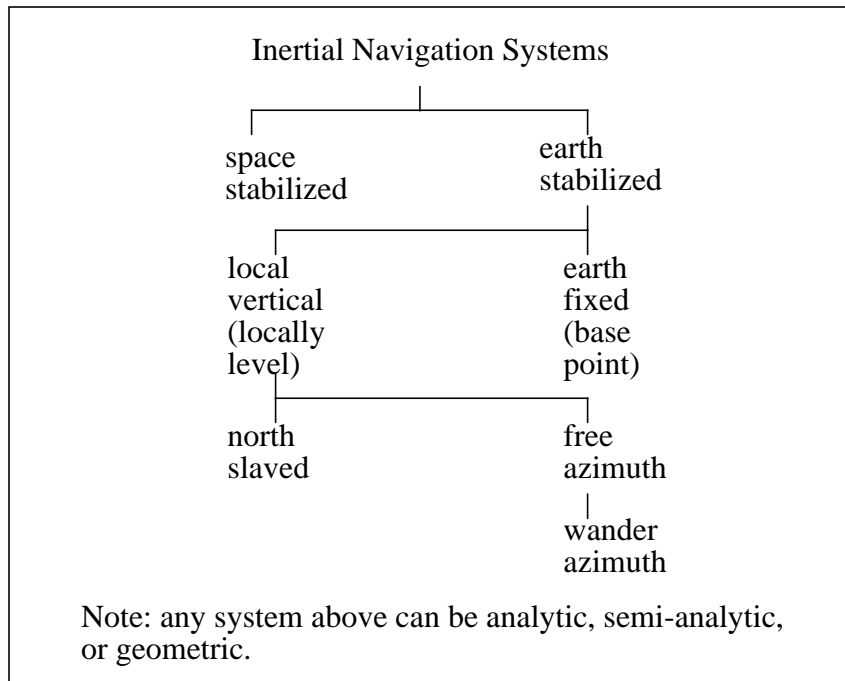 Inertial Navigation Systems
space
stabilized
earth
stabilized
local
vertical
(locally
level)
earth
fixed
(base
point)
north
slaved
free
azimuth
wander
azimuth
Note: any system above can be analytic, semi-analytic,
or geometric.